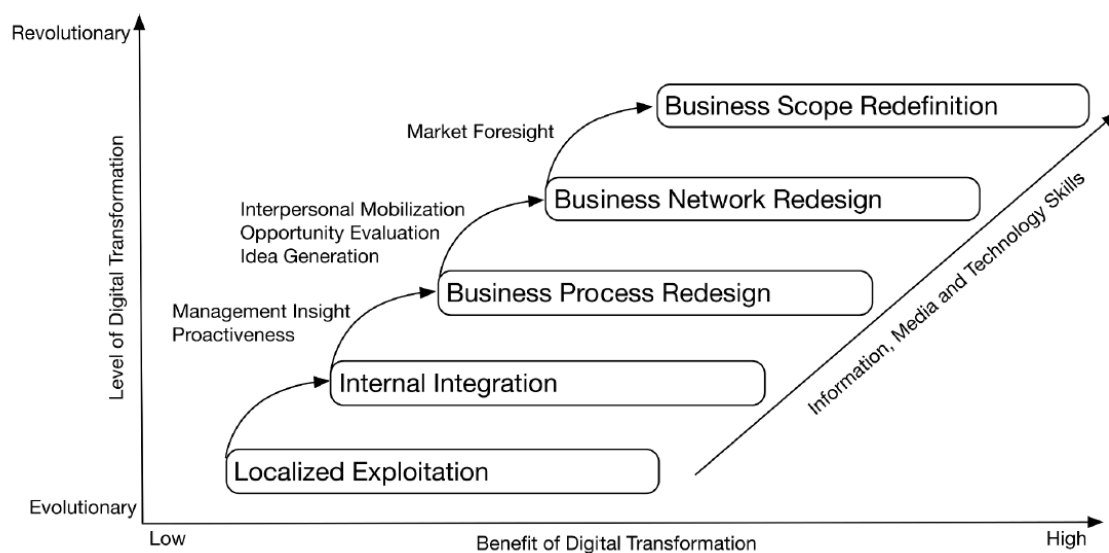 Revolutionary
Business Scope Redefinition
Market Foresight
Business Network Redesign
Interpersonal Mobilization
Opportunity Evaluation
Idea Generation
Business Process Redesign
Management Insight
Proactiveness
Internal Integration
Localized Exploitation
Information, Media and Technology Skills
Level of Digital Transformation
Evolutionary
Low
Benefit of Digital Transformation
High